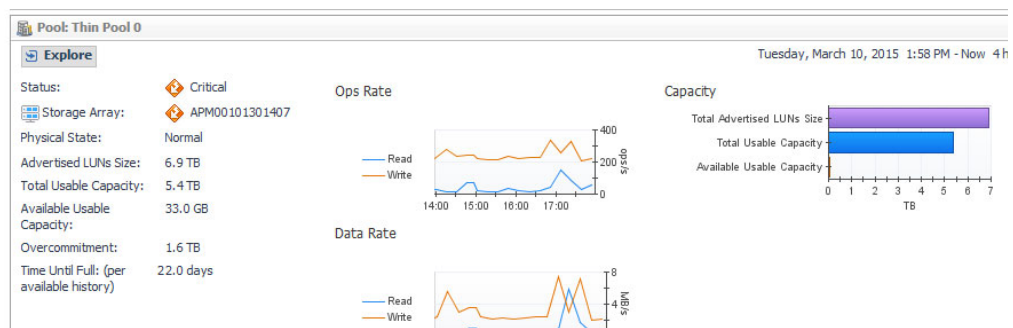 Pool: Thin Pool 0
Explore
Tuesday, March 10, 2015 1:58 PM - Now 4 h
Status: Critical
Storage Array: APM00101301407
Physical State: Normal
Advertised LUNs Size: 6.9 TB
Total Usable Capacity: 5.4 TB
Available Usable
Capacity: 33.0 GB
Overcommitment: 1.6 TB
Time Until Full: (per
available history) 22.0 days
Ops Rate
Read
Write
400
200
0
ops/s
14:00 15:00 16:00 17:00
Data Rate
Read
Write
8
4
MB/s
Capacity
Total Advertised LUNs Size
Total Usable Capacity
Available Usable Capacity
0 1 2 3 4 5 6 7
TB